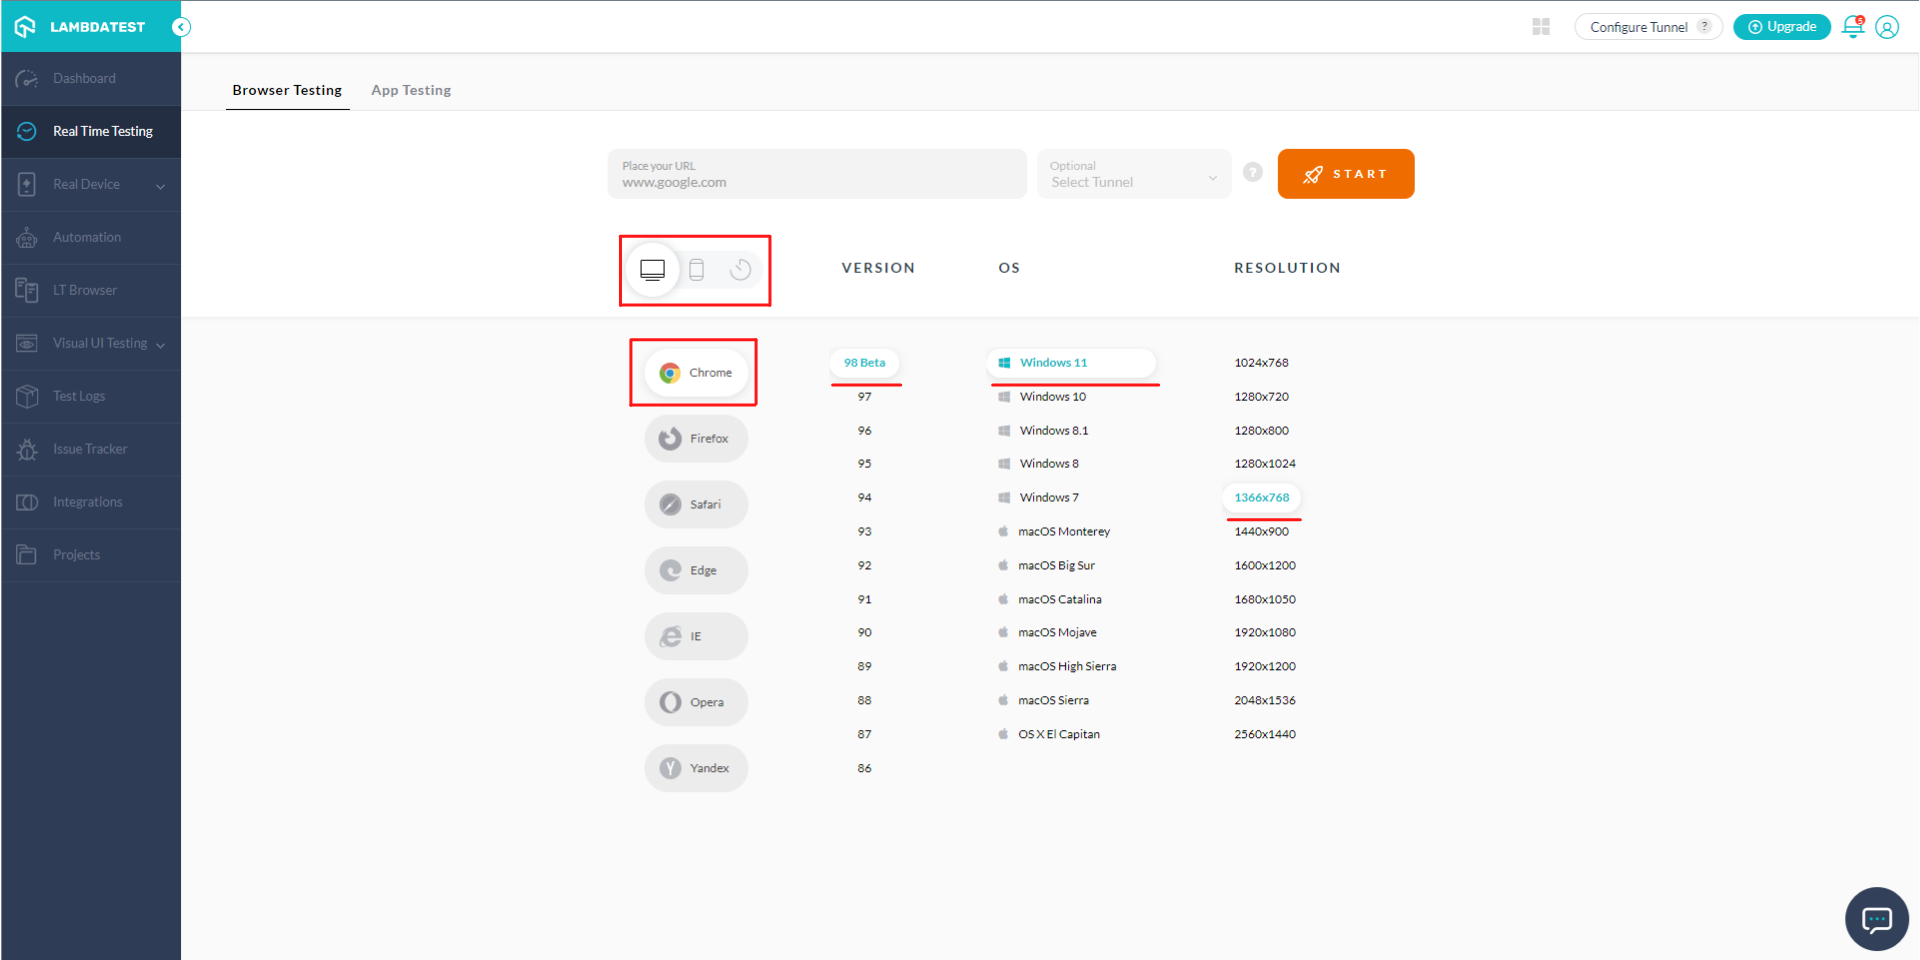 LAMBDATEST
Configure Tunnel ?
Upgrade
5
Dashboard
Real Time Testing
Real Device
Automation
LT Browser
Visual UI Testing
Test Logs
Issue Tracker
Integrations
Projects
Browser Testing App Testing
Place your URL
www.google.com
Optional
Select Tunnel
?
START
VERSION OS RESOLUTION
Chrome
Firefox
Safari
Edge
IE
Opera
Yandex
98 Beta
97
96
95
94
93
92
91
90
89
88
87
86
Windows 11
Windows 10
Windows 8.1
Windows 8
Windows 7
macOS Monterey
macOS Big Sur
macOS Catalina
macOS Mojave
macOS High Sierra
macOS Sierra
OS X El Capitan
1024x768
1280x720
1280x800
1280x1024
1366x768
1440x900
1600x1200
1680x1050
1920x1080
1920x1200
2048x1536
2560x1440